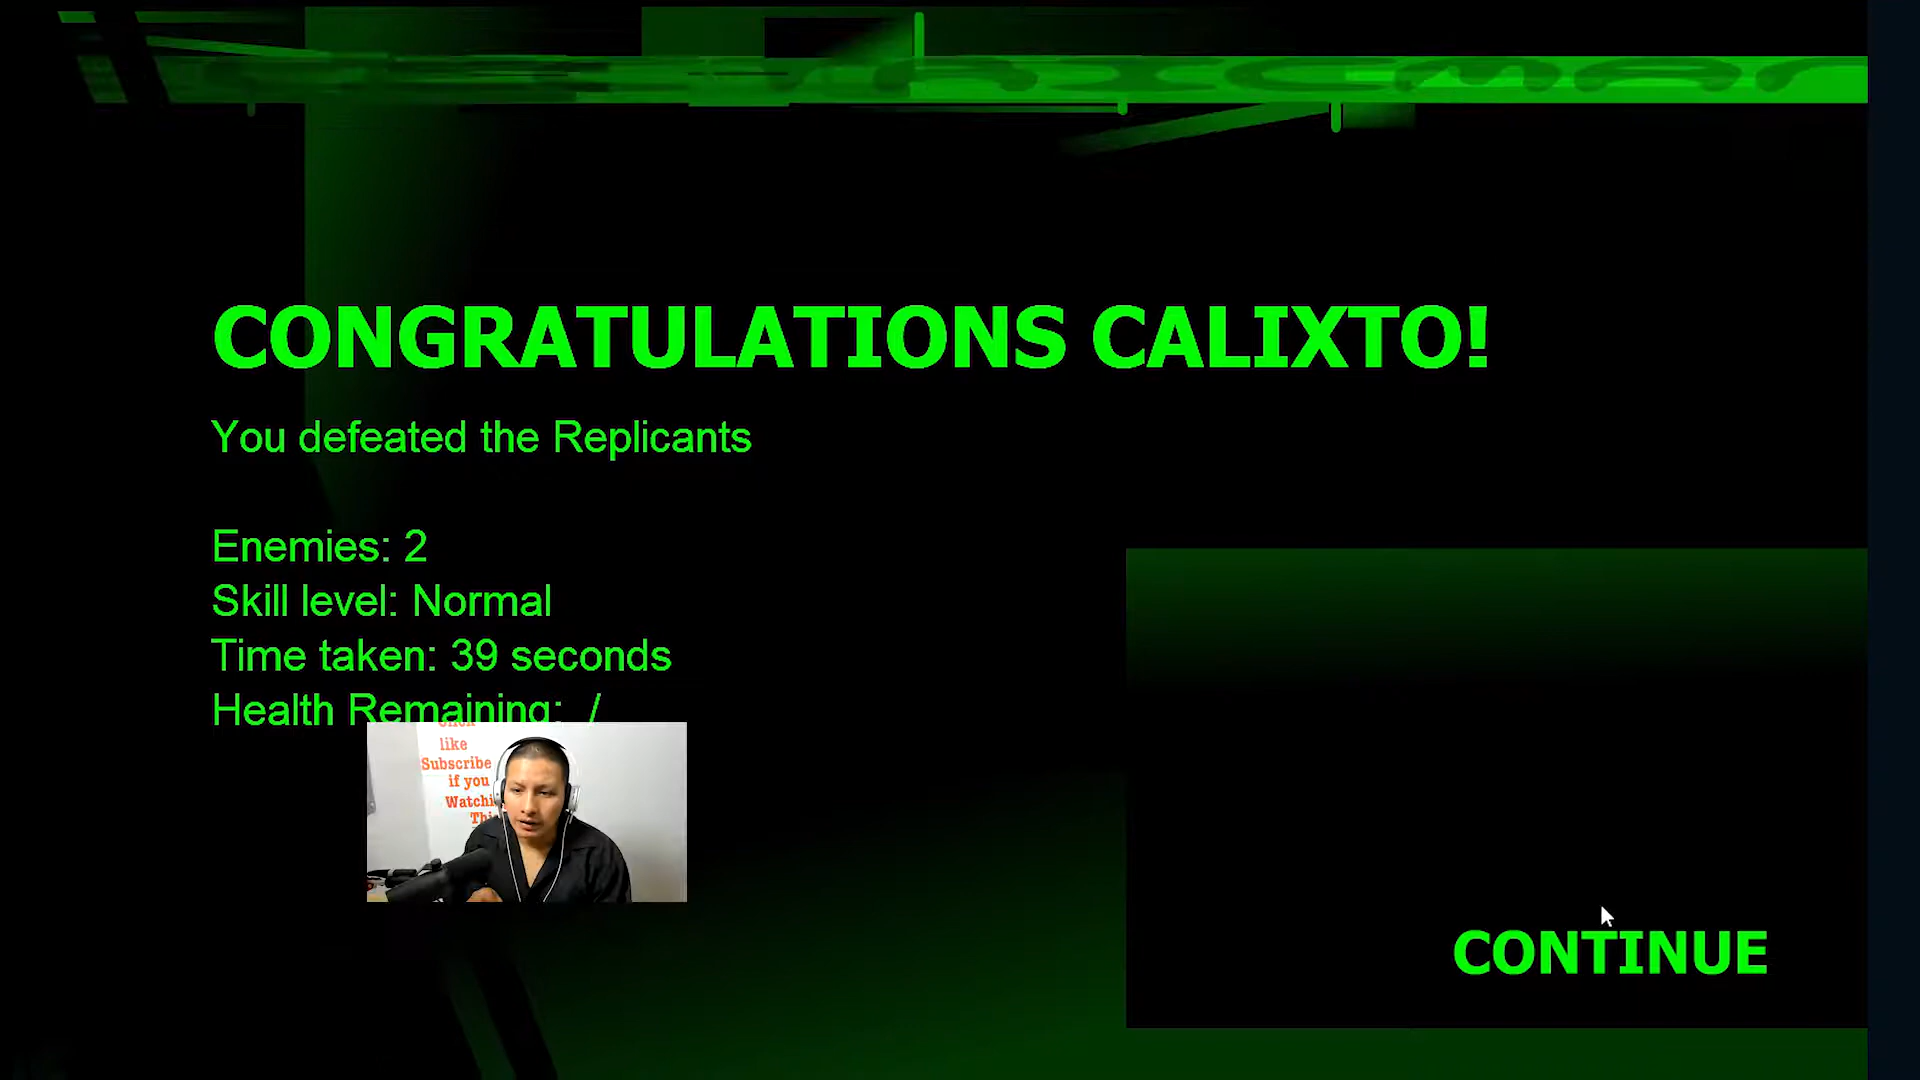 CONGRATULATIONS CALIXTO!
You defeated the Replicants
Enemies: 2
Skill level: Normal
Time taken: 39 seconds
Health Remaining: /
like
Subscribe
if you
CONTINUE